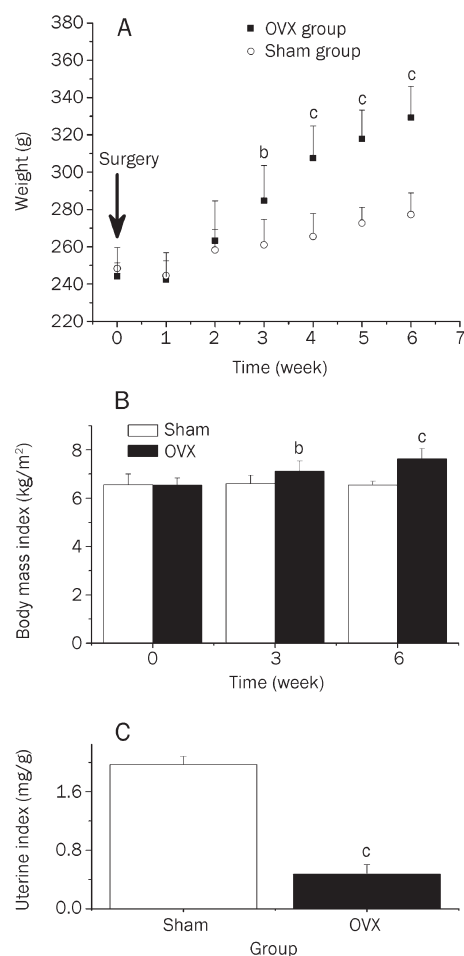 A
OVX group
Sham group
Weight (g)
380
360
340
320
300
280
260
240
220
Surgery
b
c
c
c
0 1 2 3 4 5 6 7
Time (week)
B
Sham
OVX
Body mass index (kg/m²)
8
6
4
2
0
b
c
0 3 6
Time (week)
C
Uterine index (mg/g)
1.6
0.8
0.0
c
Sham OVX
Group